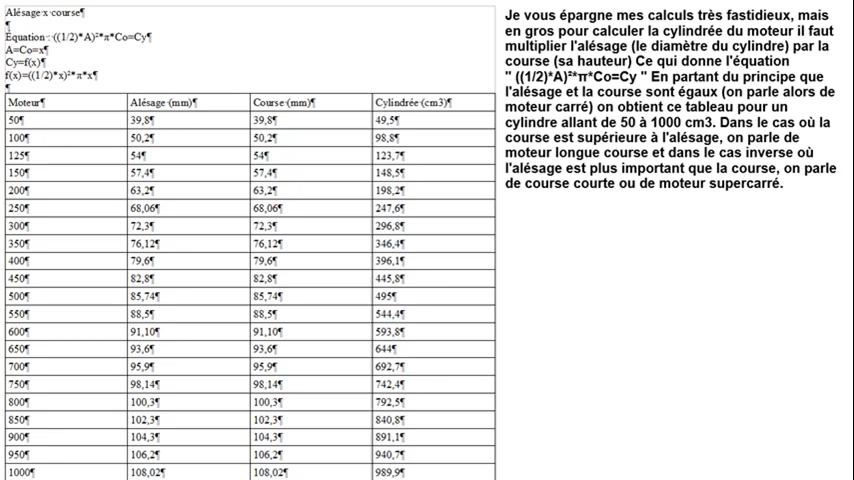 Alésage·x·course¶
¶
Équation·:·((1/2)*A)²*π*Co=Cy¶
A=Co=x¶
Cy=f(x)¶
f(x)=((1/2)*x)²*π*x¶
¶
Moteur¶ Alésage·(mm)¶ Course·(mm)¶ Cylindrée·(cm3)¶
50¶ 39,8¶ 39,8¶ 49,5¶
100¶ 50,2¶ 50,2¶ 98,8¶
125¶ 54¶ 54¶ 123,7¶
150¶ 57,4¶ 57,4¶ 148,5¶
200¶ 63,2¶ 63,2¶ 198,2¶
250¶ 68,06¶ 68,06¶ 247,6¶
300¶ 72,3¶ 72,3¶ 296,8¶
350¶ 76,12¶ 76,12¶ 346,4¶
400¶ 79,6¶ 79,6¶ 396,1¶
450¶ 82,8¶ 82,8¶ 445,8¶
500¶ 85,74¶ 85,74¶ 495¶
550¶ 88,5¶ 88,5¶ 544,4¶
600¶ 91,10¶ 91,10¶ 593,8¶
650¶ 93,6¶ 93,6¶ 644¶
700¶ 95,9¶ 95,9¶ 692,7¶
750¶ 98,14¶ 98,14¶ 742,4¶
800¶ 100,3¶ 100,3¶ 792,5¶
850¶ 102,3¶ 102,3¶ 840,8¶
900¶ 104,3¶ 104,3¶ 891,1¶
950¶ 106,2¶ 106,2¶ 940,7¶
1000¶ 108,02¶ 108,02¶ 989,9¶
Je vous épargne mes calculs très fastidieux, mais
en gros pour calculer la cylindrée du moteur il faut
multiplier l'alésage (le diamètre du cylindre) par la
course (sa hauteur) Ce qui donne l'équation
" ((1/2)*A)²*π*Co=Cy " En partant du principe que
l'alésage et la course sont égaux (on parle alors de
moteur carré) on obtient ce tableau pour un
cylindre allant de 50 à 1000 cm3. Dans le cas où la
course est supérieure à l'alésage, on parle de
moteur longue course et dans le cas inverse où
l'alésage est plus important que la course, on parle
de course courte ou de moteur supercarré.